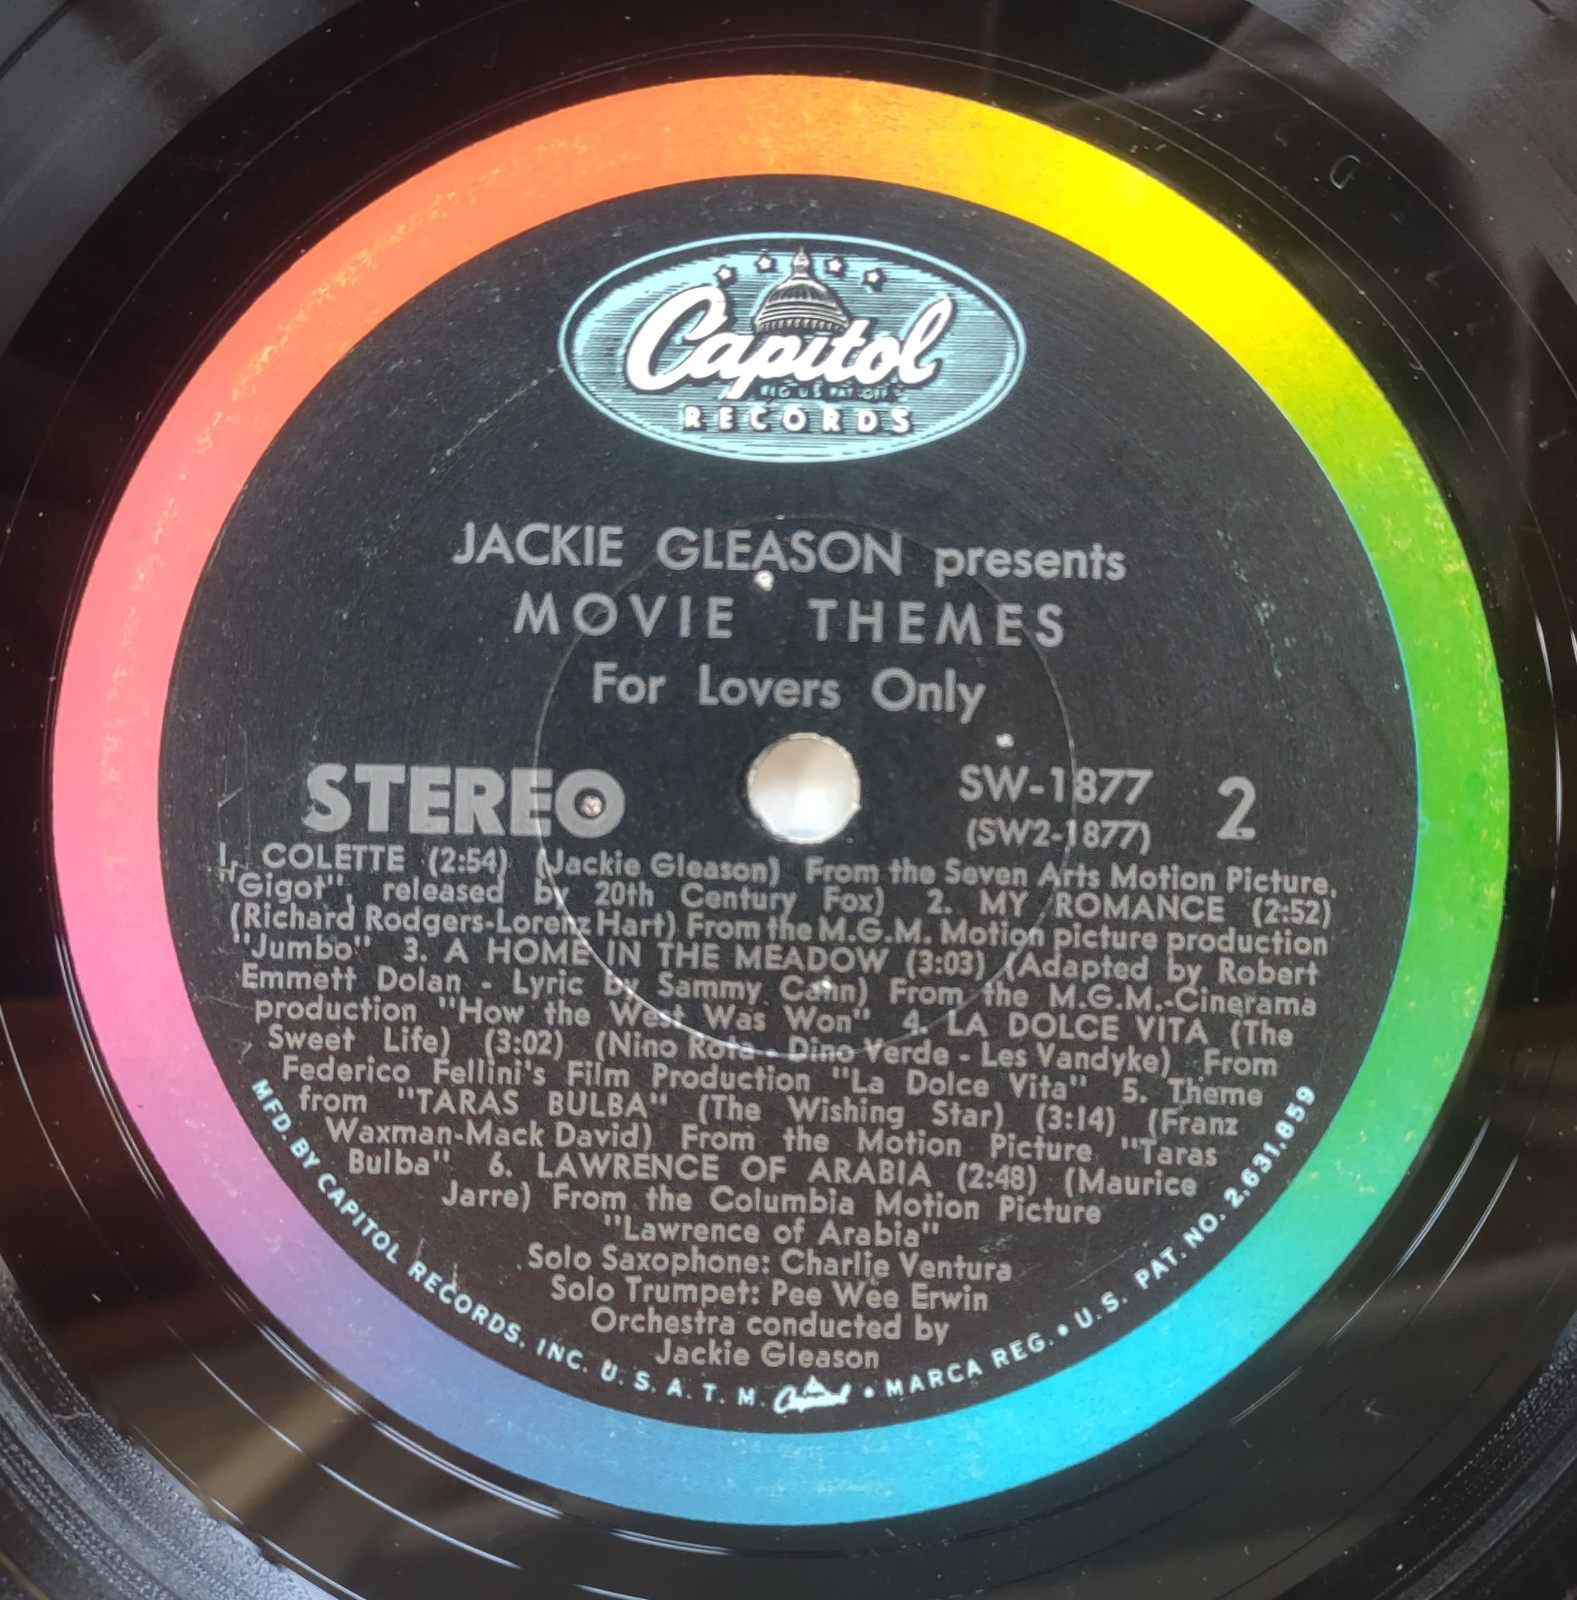 Capitol
REG. U.S. PAT. OFF.
RECORDS
JACKIE GLEASON presents
MOVIE THEMES
For Lovers Only
STEREO
SW-1877 2
(SW2-1877)
1. COLETTE (2:54) (Jackie Gleason) From the Seven Arts Motion Picture,
"Gigot", released by 20th Century Fox) 2. MY ROMANCE (2:52)
(Richard Rodgers-Lorenz Hart) From the M.G.M. Motion picture production
"Jumbo" 3. A HOME IN THE MEADOW (3:03) (Adapted by Robert
Emmett Dolan - Lyric by Sammy Cahn) From the M.G.M.-Cinerama
production "How the West Was Won" 4. LA DOLCE VITA (The
Sweet Life) (3:02) (Nino Rota - Dino Verde - Les Vandyke) From
Federico Fellini's Film Production "La Dolce Vita" 5. Theme
from "TARAS BULBA" (The Wishing Star) (3:14) (Franz
Waxman-Mack David) From the Motion Picture "Taras
Bulba" 6. LAWRENCE OF ARABIA (2:48) (Maurice
Jarre) From the Columbia Motion Picture
"Lawrence of Arabia"
Solo Saxophone: Charlie Ventura
Solo Trumpet: Pee Wee Erwin
Orchestra conducted by
Jackie Gleason
MFD. BY CAPITOL RECORDS, INC. U.S.A. T.M. Capitol • MARCA REG. • U.S. PAT. NO. 2,631,859